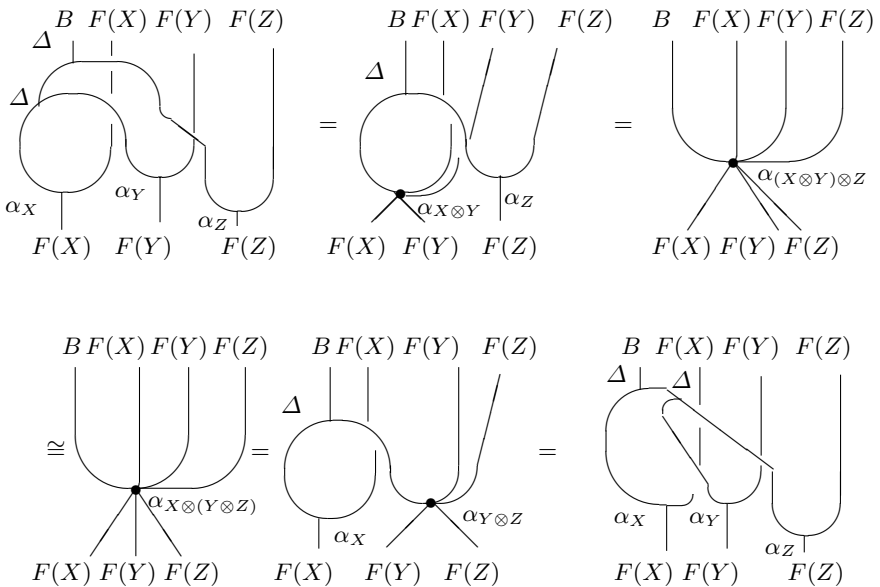 B F(X) F(Y) F(Z) B F(X) F(Y) F(Z) B F(X) F(Y) F(Z)
Δ
Δ
Δ
= =
α_X α_Y α_Z α_{X⊗Y} α_Z α_{(X⊗Y)⊗Z}
F(X) F(Y) F(Z) F(X) F(Y) F(Z) F(X) F(Y) F(Z)
B F(X) F(Y) F(Z) B F(X) F(Y) F(Z) B F(X) F(Y) F(Z)
Δ Δ
Δ
≅ = =
α_{X⊗(Y⊗Z)} α_X α_{Y⊗Z} α_X α_Y α_Z
F(X) F(Y) F(Z) F(X) F(Y) F(Z) F(X) F(Y) F(Z)